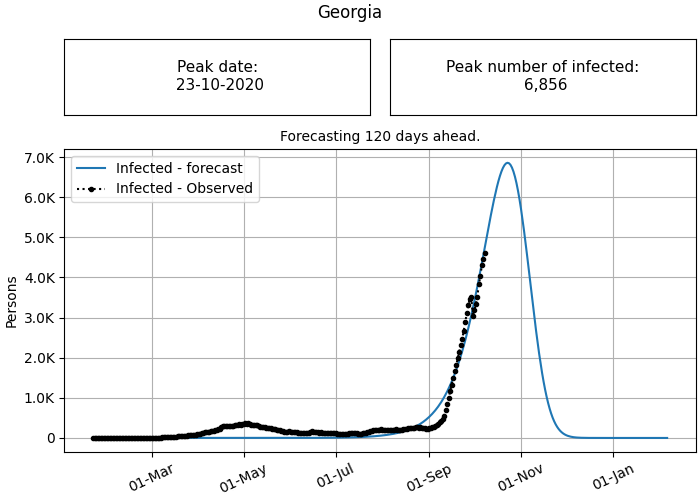 Georgia
Peak date:
23-10-2020
Peak number of infected:
6,856
Forecasting 120 days ahead.
7.0K
6.0K
5.0K
4.0K
3.0K
2.0K
1.0K
0
Persons
Infected - forecast
Infected - Observed
01-Mar
01-May
01-Jul
01-Sep
01-Nov
01-Jan